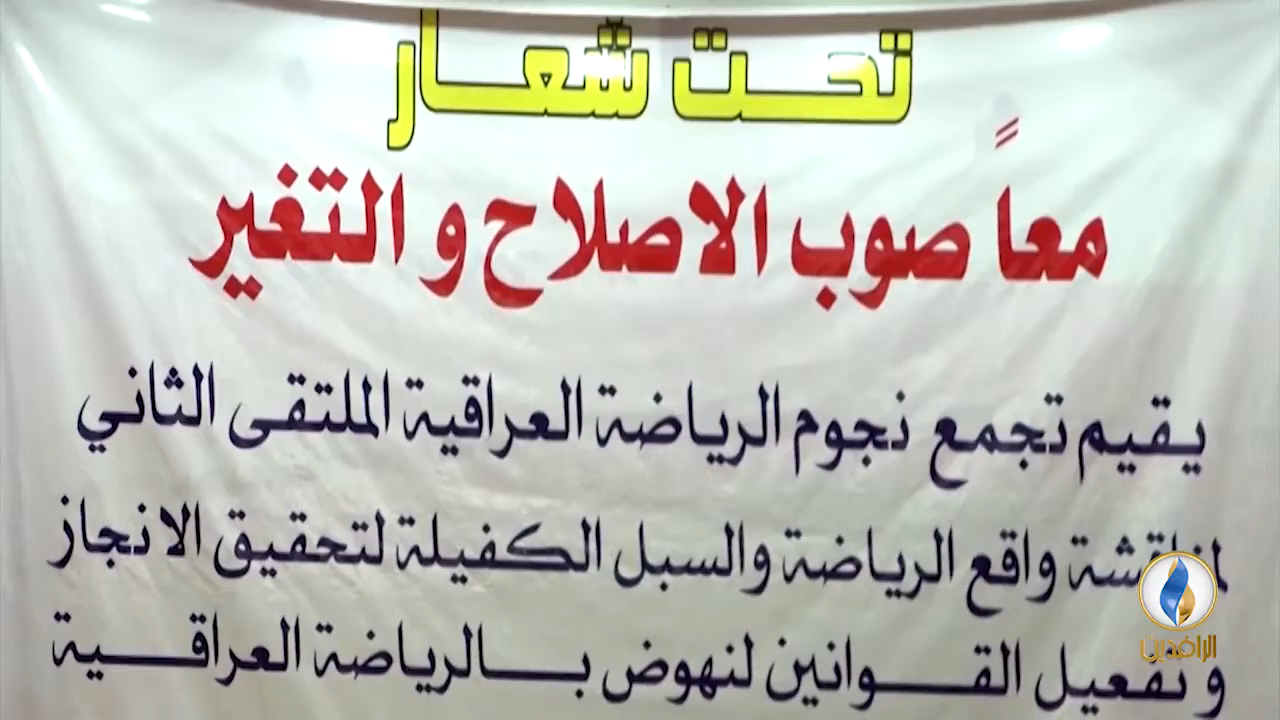 تحت شعار
معاً صوب الاصلاح و التغير
يقيم تجمع نجوم الرياضة العراقية الملتقى الثاني
لمناقشة واقع الرياضة والسبل الكفيلة لتحقيق الانجاز
و تفعيل القوانين لنهوض بالرياضة العراقية
الرافدين